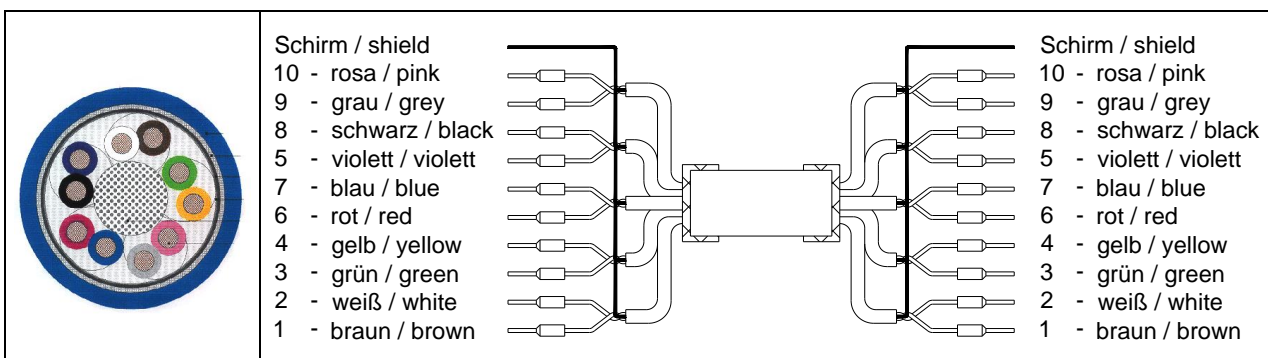 Schirm / shield
10 - rosa / pink
9 - grau / grey
8 - schwarz / black
5 - violett / violett
7 - blau / blue
6 - rot / red
4 - gelb / yellow
3 - grün / green
2 - weiß / white
1 - braun / brown
Schirm / shield
10 - rosa / pink
9 - grau / grey
8 - schwarz / black
5 - violett / violett
7 - blau / blue
6 - rot / red
4 - gelb / yellow
3 - grün / green
2 - weiß / white
1 - braun / brown